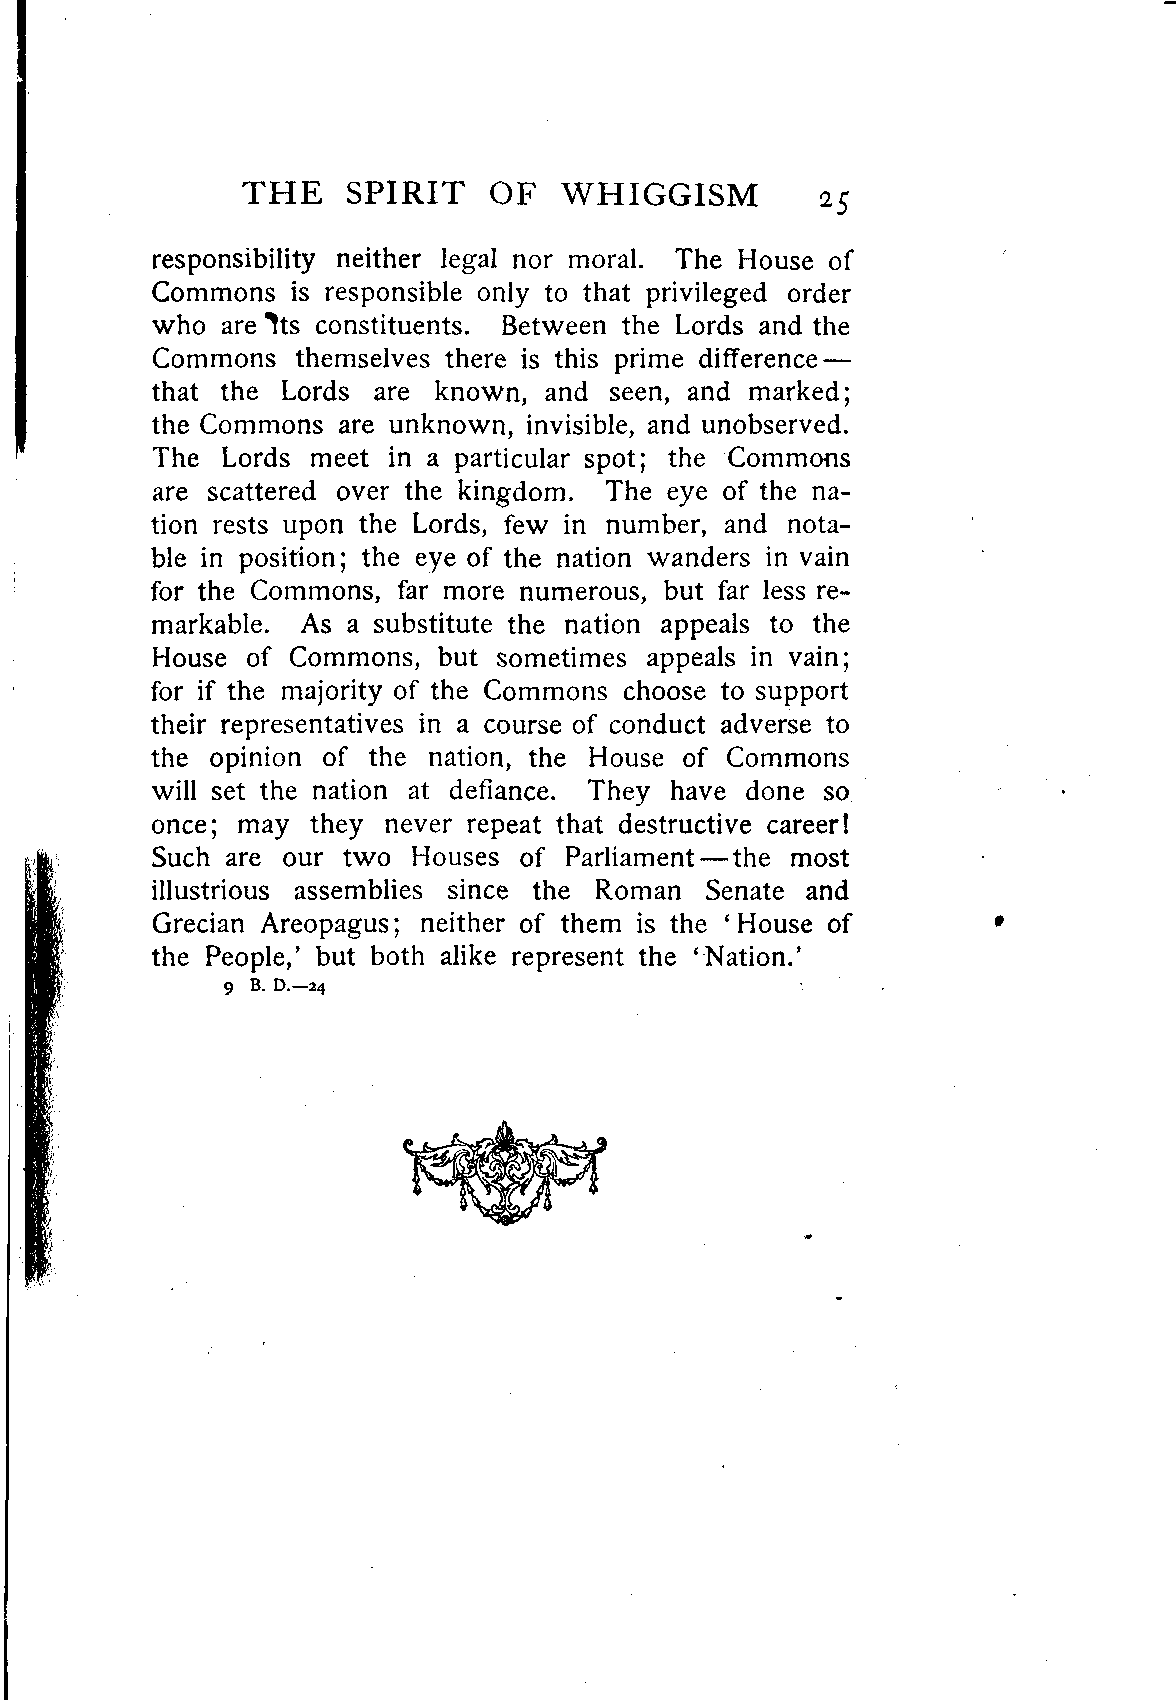 THE SPIRIT OF WHIGGISM 25
responsibility neither legal nor moral. The House of
Commons is responsible only to that privileged order
who are its constituents. Between the Lords and the
Commons themselves there is this prime difference—
that the Lords are known, and seen, and marked;
the Commons are unknown, invisible, and unobserved.
The Lords meet in a particular spot; the Commons
are scattered over the kingdom. The eye of the na-
tion rests upon the Lords, few in number, and nota-
ble in position; the eye of the nation wanders in vain
for the Commons, far more numerous, but far less re-
markable. As a substitute the nation appeals to the
House of Commons, but sometimes appeals in vain;
for if the majority of the Commons choose to support
their representatives in a course of conduct adverse to
the opinion of the nation, the House of Commons
will set the nation at defiance. They have done so
once; may they never repeat that destructive career!
Such are our two Houses of Parliament—the most
illustrious assemblies since the Roman Senate and
Grecian Areopagus; neither of them is the ‘House of
the People,’ but both alike represent the ‘Nation.’
9 B. D.—24